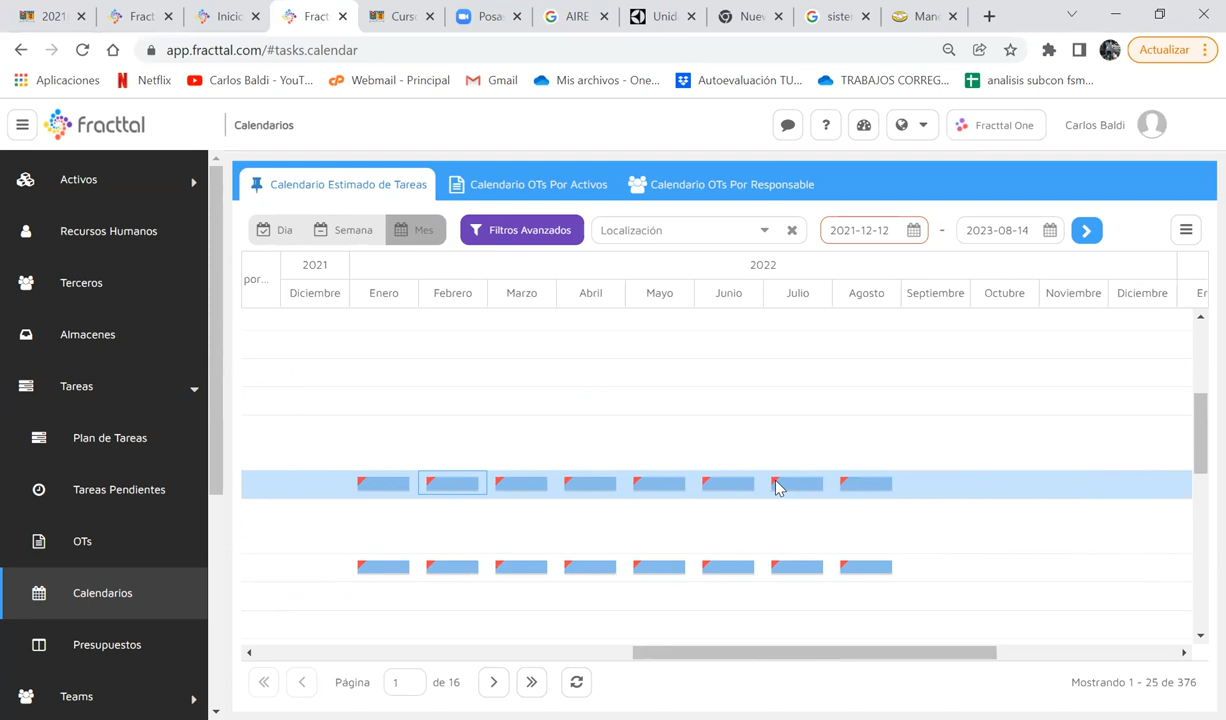 2021 Fract Inicio Fract Curso Posa AIRE Unid Nuev siste Man
app.fracttal.com/#tasks.calendar Actualizar
Aplicaciones Netflix Carlos Baldi - YouT... Webmail - Principal Gmail Mis archivos - One... Autoevaluación TU... TRABAJOS CORREG... analisis subcon fsm...
fracttal Calendarios ? Fracttal One Carlos Baldi
Activos
Recursos Humanos
Terceros
Almacenes
Tareas
Plan de Tareas
Tareas Pendientes
OTs
Calendarios
Presupuestos
Teams
Calendario Estimado de Tareas Calendario OTs Por Activos Calendario OTs Por Responsable
Dia Semana Mes Filtros Avanzados Localización 2021-12-12 - 2023-08-14
por... 2021 2022
Diciembre Enero Febrero Marzo Abril Mayo Junio Julio Agosto Septiembre Octubre Noviembre Diciembre Er
Página 1 de 16 Mostrando 1 - 25 de 376